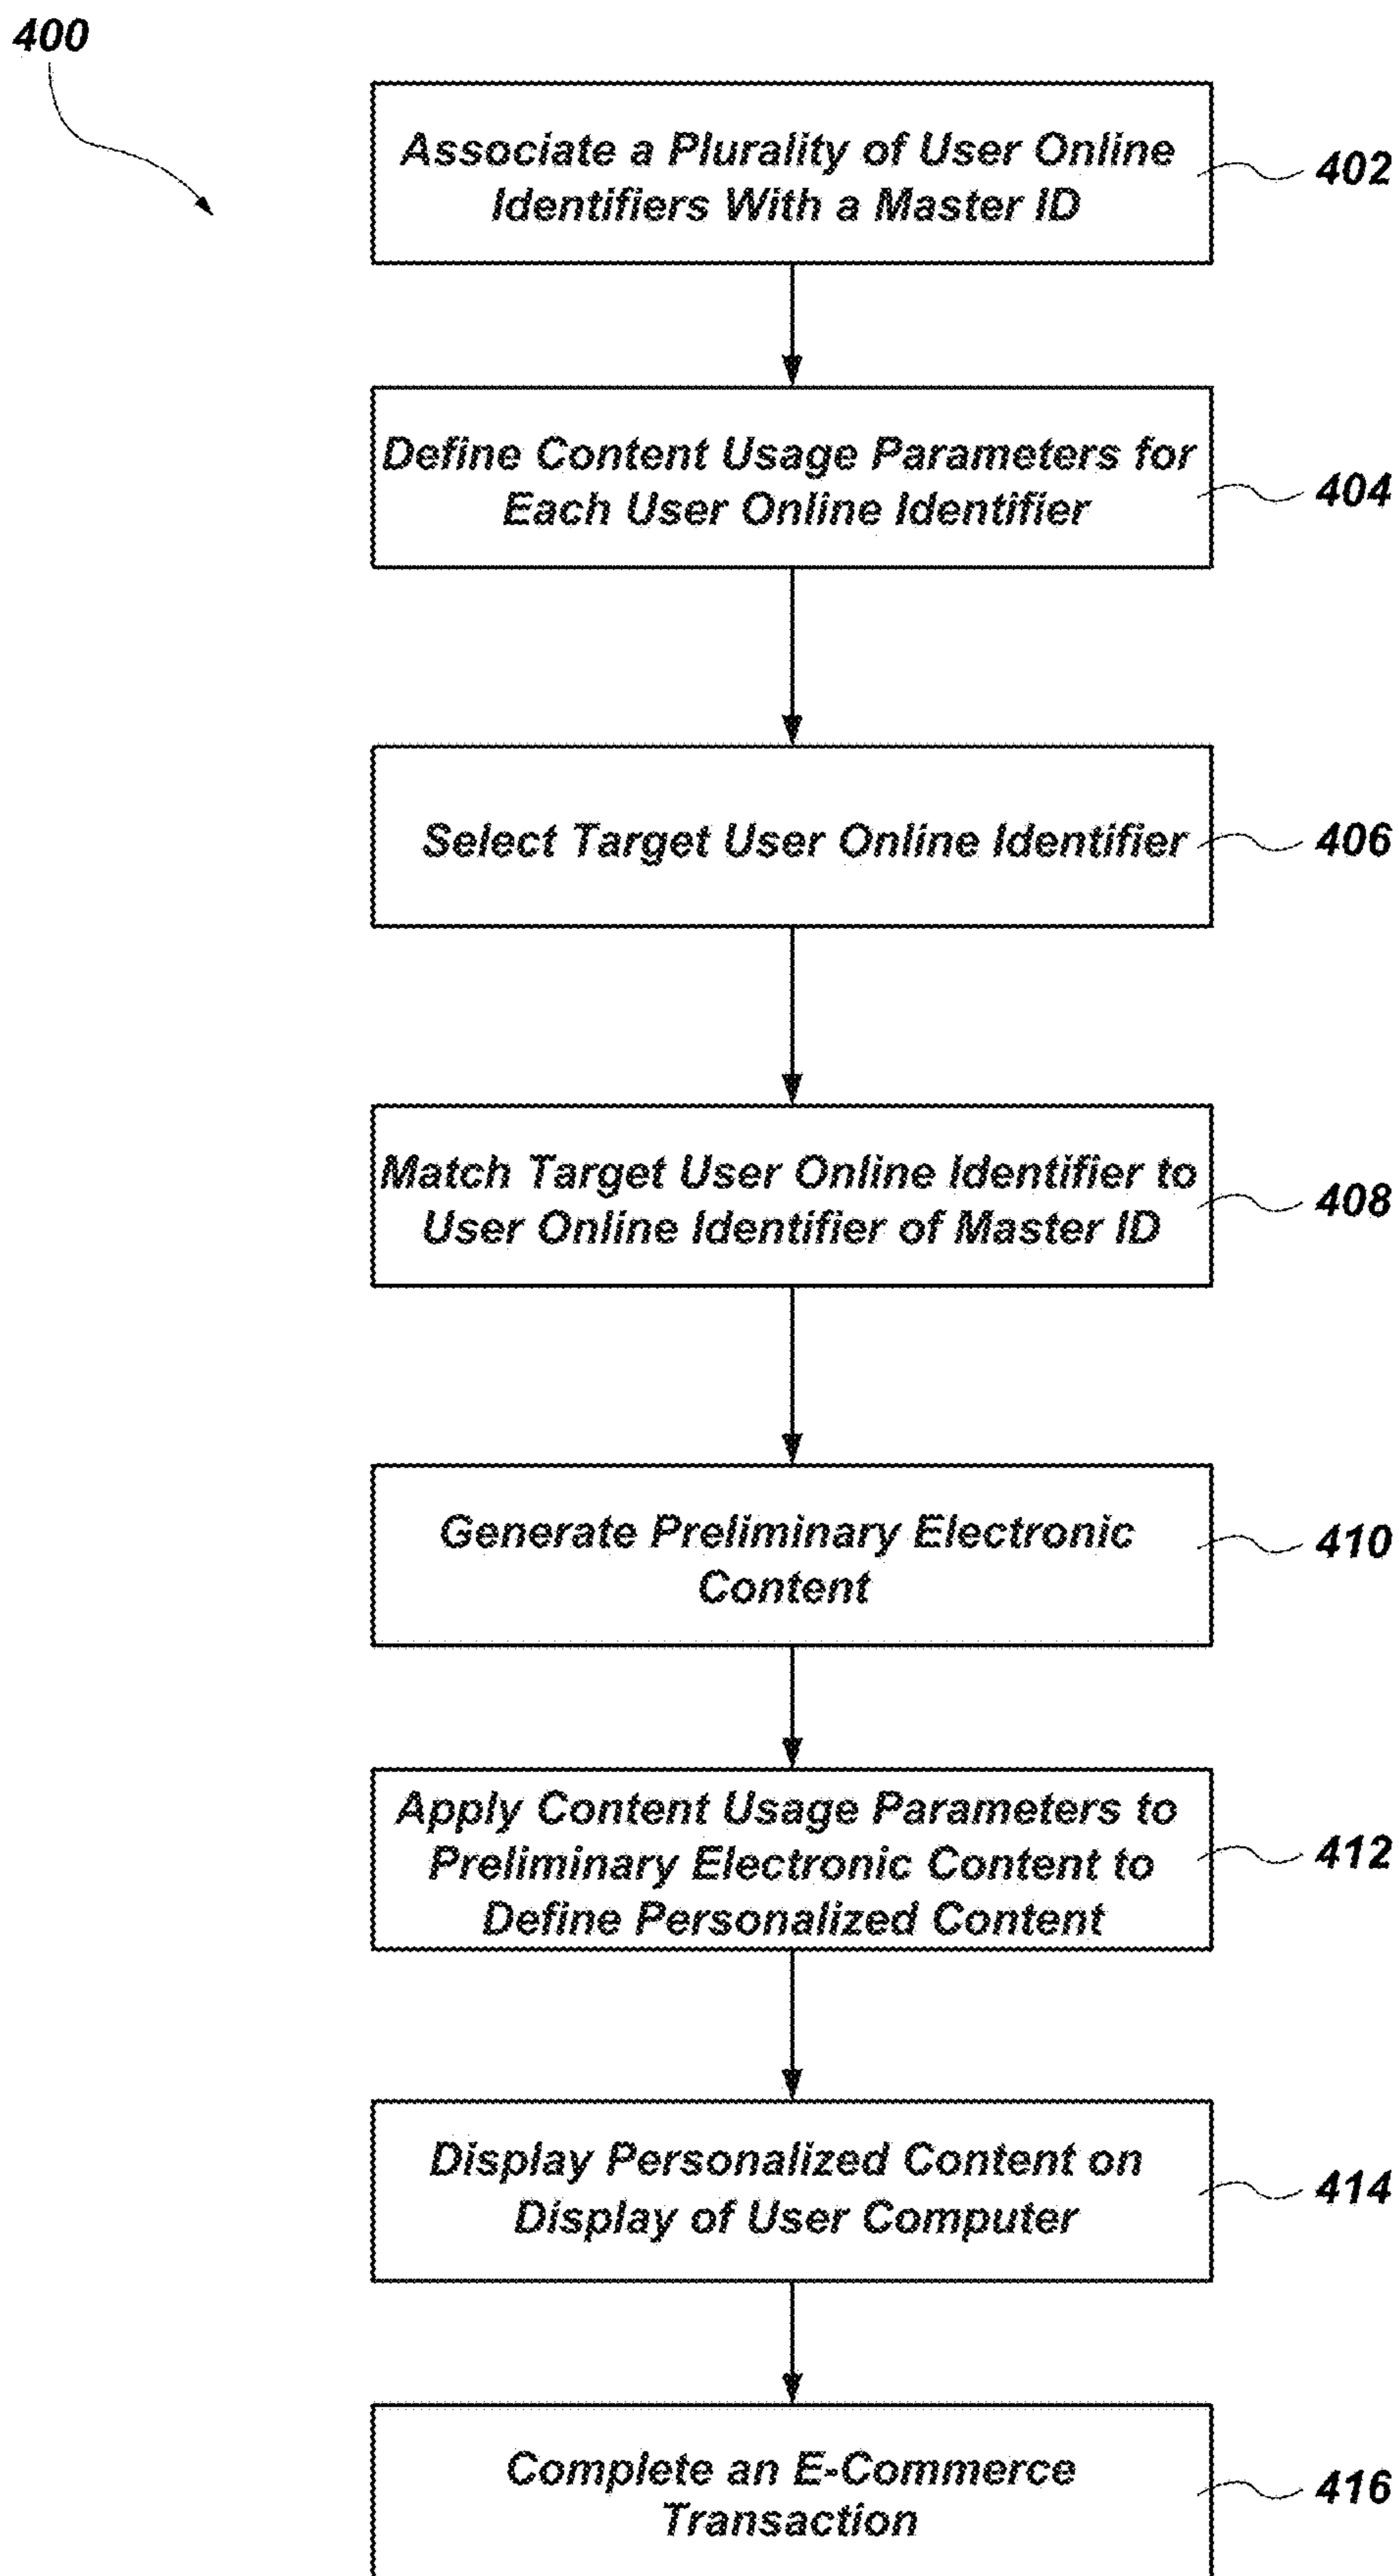 400
Associate a Plurality of User Online
Identifiers With a Master ID
402
Define Content Usage Parameters for
Each User Online Identifier
404
Select Target User Online Identifier
406
Match Target User Online Identifier to
User Online Identifier of Master ID
408
Generate Preliminary Electronic
Content
410
Apply Content Usage Parameters to
Preliminary Electronic Content to
Define Personalized Content
412
Display Personalized Content on
Display of User Computer
414
Complete an E-Commerce
Transaction
416